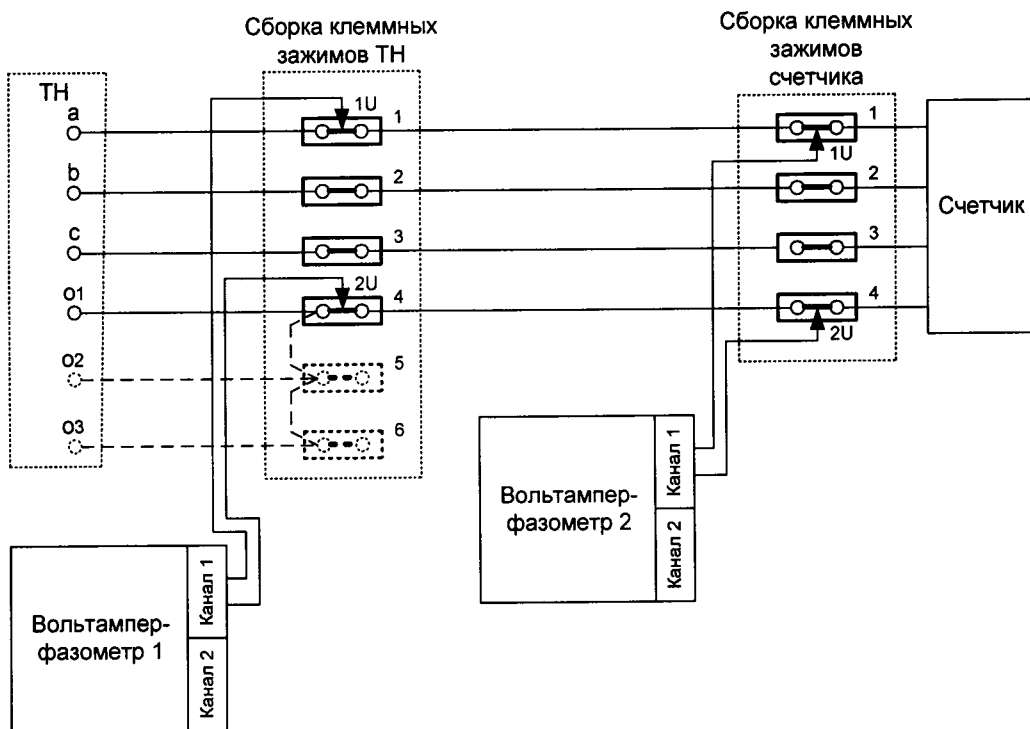 Сборка клеммных
зажимов ТН
Сборка клеммных
зажимов
счетчика
ТН
a
b
c
o1
o2
o3
1U
1
2
3
2U
4
5
6
1
1U
2
3
4
2U
Счетчик
Вольтампер-
фазометр 1
Канал 1
Канал 2
Вольтампер-
фазометр 2
Канал 1
Канал 2